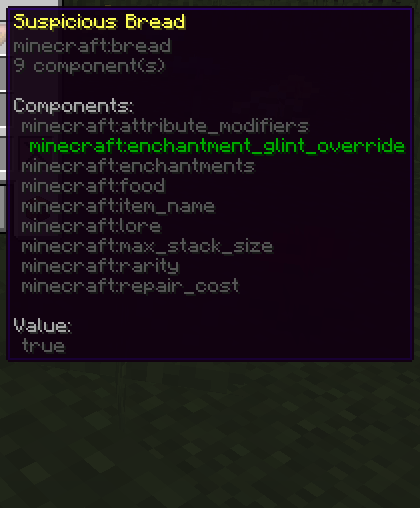 Suspicious Bread
minecraft:bread
9 component(s)
Components:
minecraft:attribute_modifiers
minecraft:enchantment_glint_override
minecraft:enchantments
minecraft:food
minecraft:item_name
minecraft:lore
minecraft:max_stack_size
minecraft:rarity
minecraft:repair_cost
Value:
true